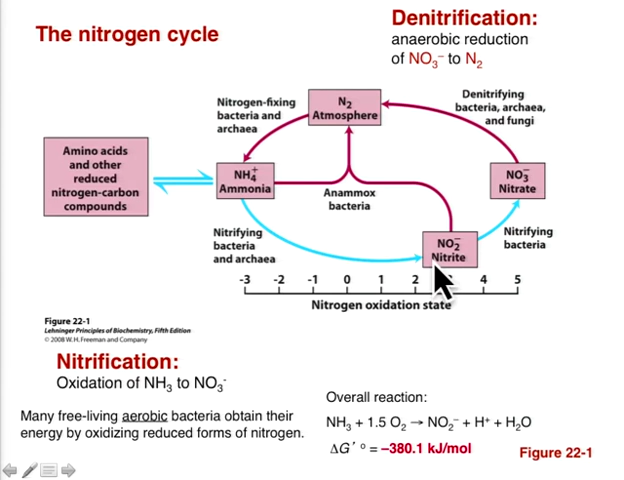 The nitrogen cycle
Denitrification:
anaerobic reduction
of NO₃⁻ to N₂
Nitrogen-fixing
bacteria and
archaea
N₂
Atmosphere
Denitrifying
bacteria, archaea,
and fungi
Amino acids
and other
reduced
nitrogen-carbon
compounds
NH₄⁺
Ammonia
Anammox
bacteria
NO₃⁻
Nitrate
Nitrifying
bacteria
and archaea
NO₂⁻
Nitrite
Nitrifying
bacteria
-3 -2 -1 0 1 2 4 5
Nitrogen oxidation state
Figure 22-1
Lehninger Principles of Biochemistry, Fifth Edition
© 2008 W. H. Freeman and Company
Nitrification:
Oxidation of NH₃ to NO₃⁻
Many free-living aerobic bacteria obtain their
energy by oxidizing reduced forms of nitrogen.
Overall reaction:
NH₃ + 1.5 O₂ → NO₂⁻ + H⁺ + H₂O
ΔG'° = –380.1 kJ/mol
Figure 22-1